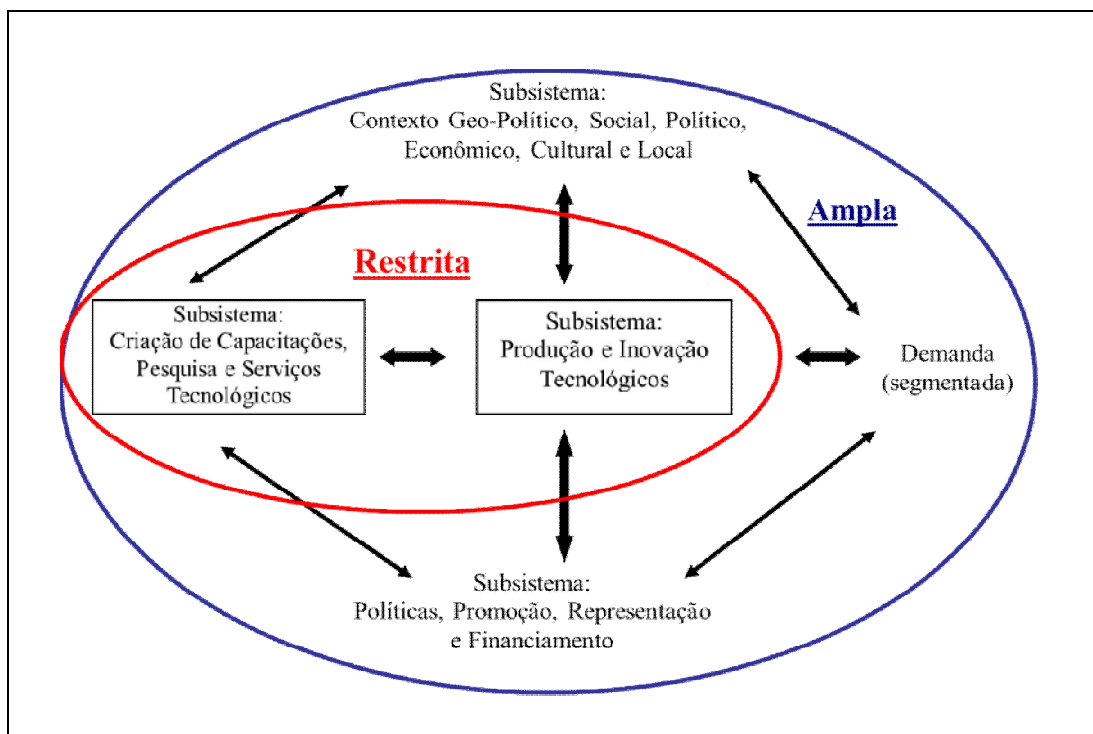 Subsistema:
Contexto Geo-Político, Social, Político,
Econômico, Cultural e Local
Ampla
Restrita
Subsistema:
Criação de Capacitações,
Pesquisa e Serviços
Tecnológicos
Subsistema:
Produção e Inovação
Tecnológicos
Demanda
(segmentada)
Subsistema:
Políticas, Promoção, Representação
e Financiamento